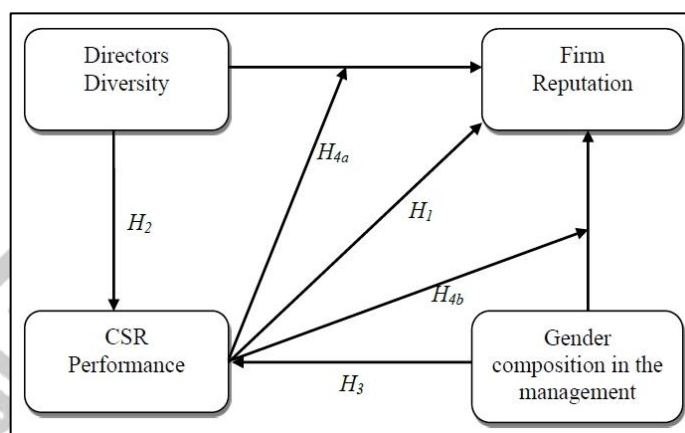 Directors
Diversity
Firm
Reputation
H4a
H2
H1
H4b
CSR
Performance
Gender
composition in the
management
H3